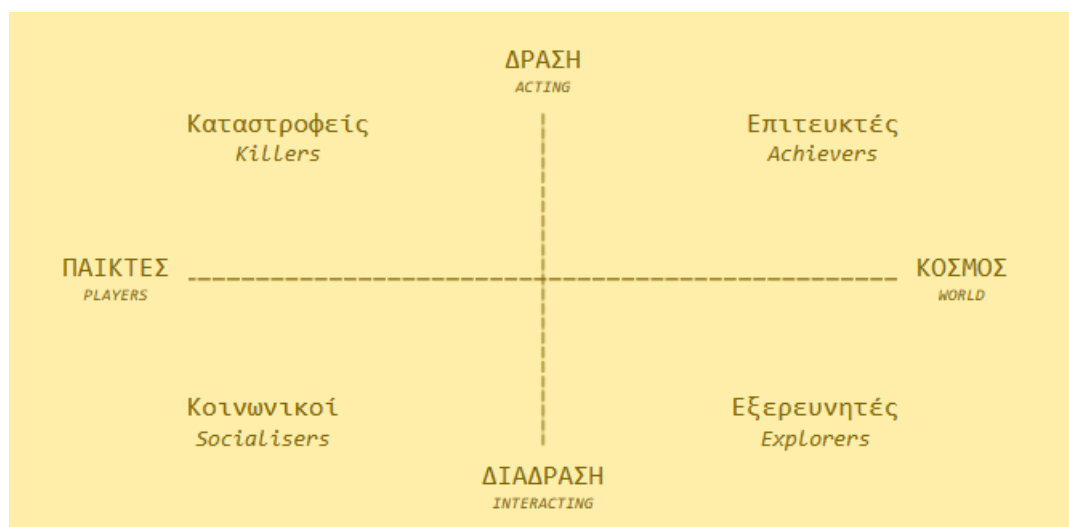 ΔΡΑΣΗ
ACTING
Καταστροφείς
Killers
Επιτευκτές
Achievers
ΠΑΙΚΤΕΣ
PLAYERS
ΚΟΣΜΟΣ
WORLD
Κοινωνικοί
Socialisers
Εξερευνητές
Explorers
ΔΙΑΔΡΑΣΗ
INTERACTING